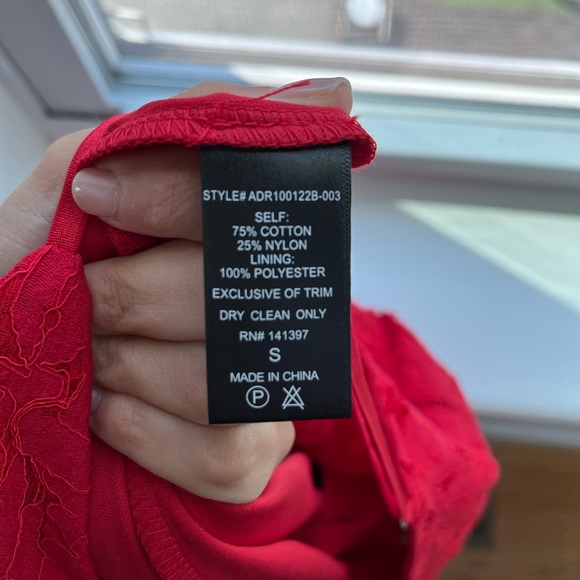 STYLE# ADR100122B-003
SELF:
75% COTTON
25% NYLON
LINING:
100% POLYESTER
EXCLUSIVE OF TRIM
DRY CLEAN ONLY
RN# 141397
S
MADE IN CHINA
P